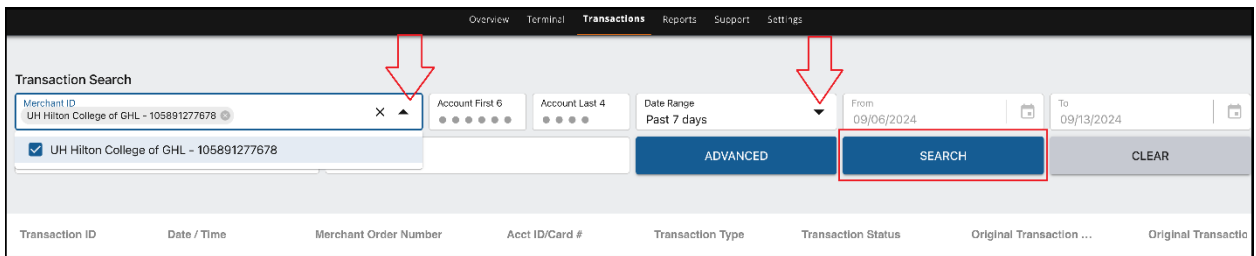 Overview Terminal Transactions Reports Support Settings
Transaction Search
Merchant ID
UH Hilton College of GHL - 105891277678
Account First 6
Account Last 4
Date Range
Past 7 days
From
09/06/2024
To
09/13/2024
UH Hilton College of GHL - 105891277678
ADVANCED
SEARCH
CLEAR
Transaction ID Date / Time Merchant Order Number Acct ID/Card # Transaction Type Transaction Status Original Transaction ... Original Transactio